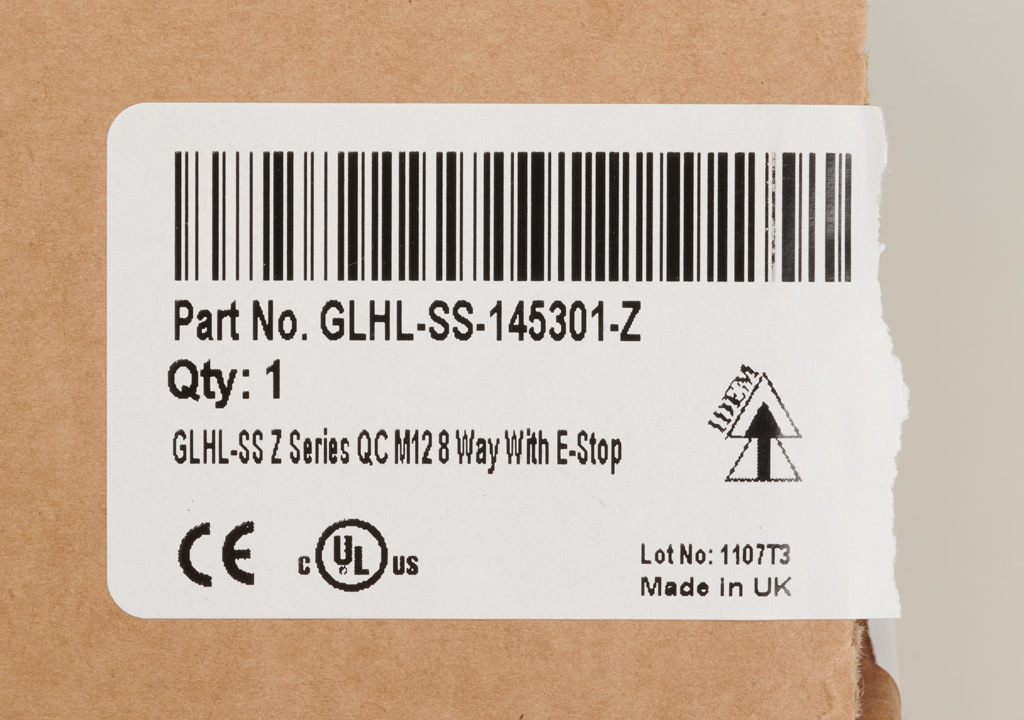 Part No. GLHL-SS-145301-Z
Qty: 1
GLHL-SS Z Series QC M12 8 Way With E-Stop
IDEM
CE
c UL US
Lot No: 1107T3
Made in UK